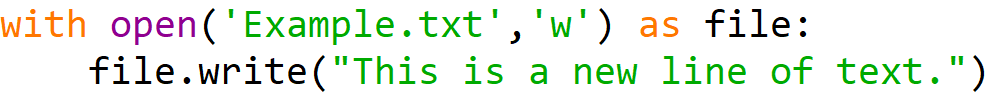 with open('Example.txt','w') as file:
    file.write("This is a new line of text.")